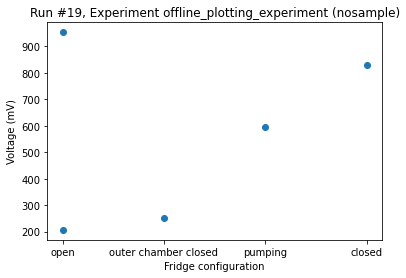 Run #19, Experiment offline_plotting_experiment (nosample)
Voltage (mV)
900
800
700
600
500
400
300
200
open outer chamber closed pumping closed
Fridge configuration